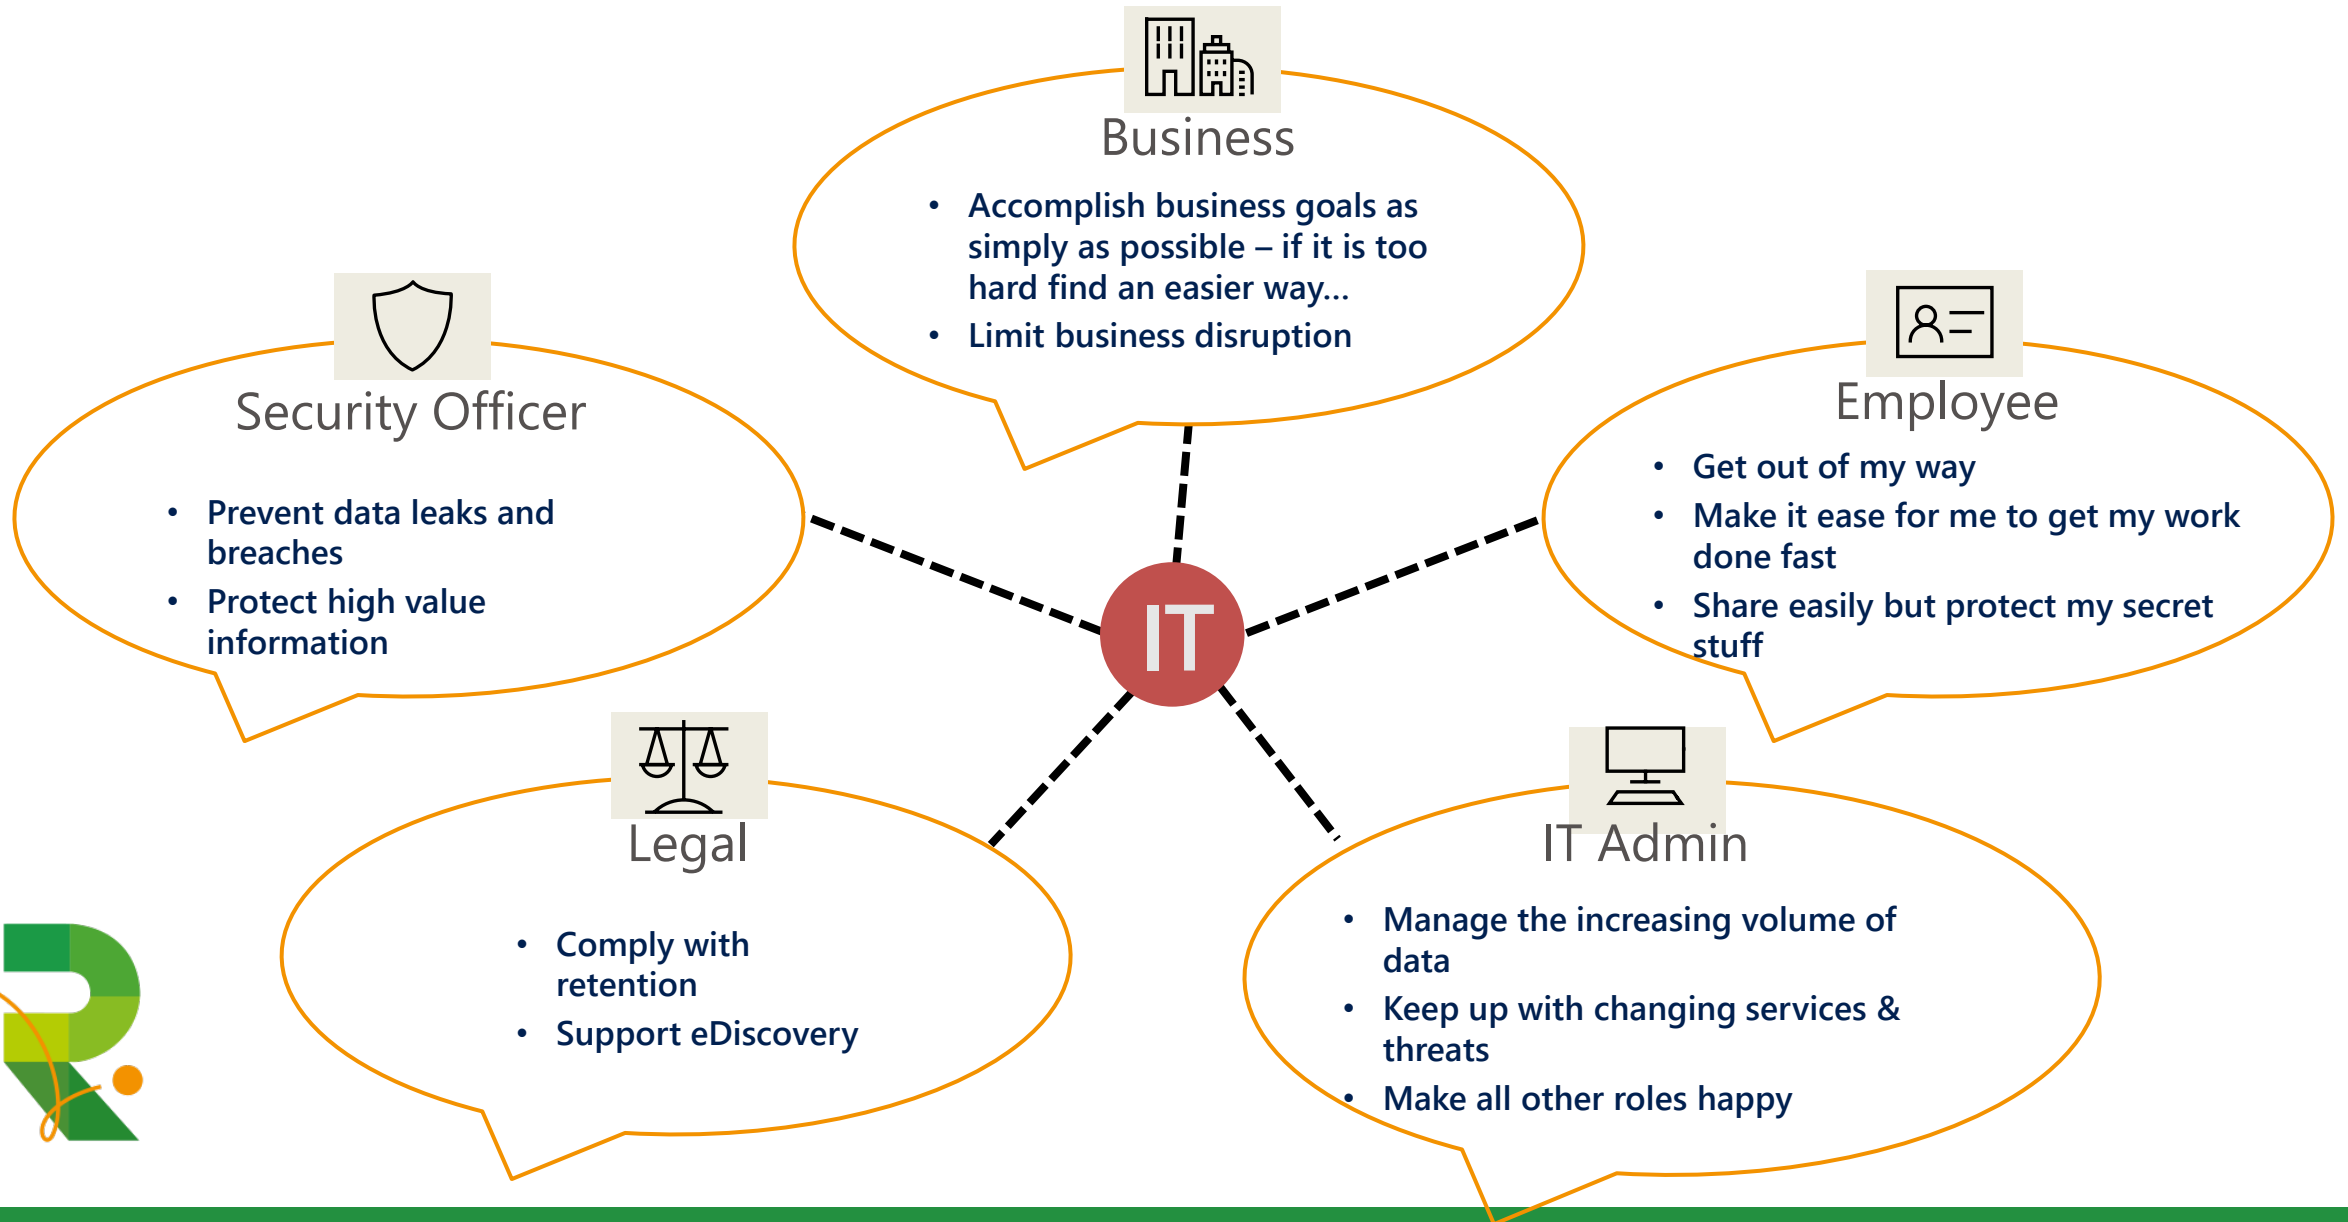 Business
• Accomplish business goals as
simply as possible – if it is too
hard find an easier way...
• Limit business disruption
Security Officer
• Prevent data leaks and
breaches
• Protect high value
information
Employee
• Get out of my way
• Make it ease for me to get my work
done fast
• Share easily but protect my secret
stuff
IT
Legal
• Comply with
retention
• Support eDiscovery
IT Admin
• Manage the increasing volume of
data
• Keep up with changing services &
threats
• Make all other roles happy